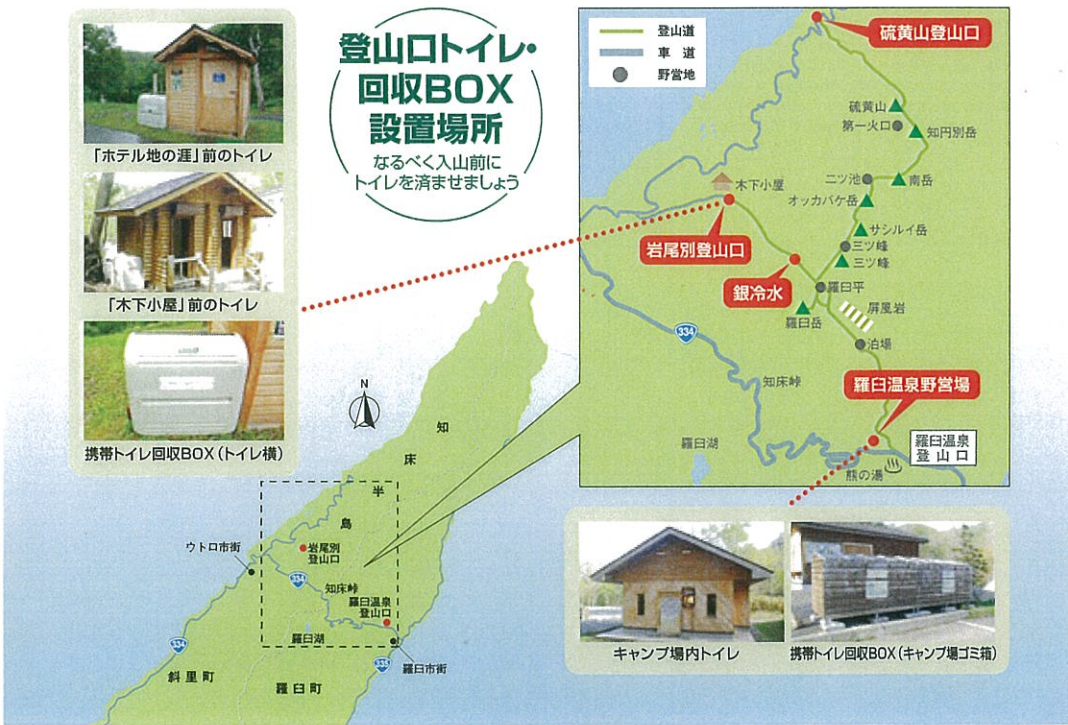 「ホテル地の涯」前のトイレ
「木下小屋」前のトイレ
携帯トイレ回収BOX(トイレ横)
登山口トイレ・
回収BOX
設置場所
なるべく入山前に
トイレを済ませましょう
登山道
車 道
野営地
硫黄山登山口
硫黄山
第一火口
知円別岳
二ツ池
南岳
オッカバケ岳
サシルイ岳
三ツ峰
三ツ峰
木下小屋
岩尾別登山口
銀冷水
羅臼平
羅臼岳
屏風岩
泊場
334
知床峠
羅臼温泉野営場
羅臼湖
羅臼温泉
登山口
熊の湯
N
知床半島
岩尾別
登山口
ウトロ市街
334
知床峠
羅臼温泉
登山口
羅臼湖
334
335
羅臼市街
斜里町
羅臼町
キャンプ場内トイレ
携帯トイレ回収BOX(キャンプ場ゴミ箱)